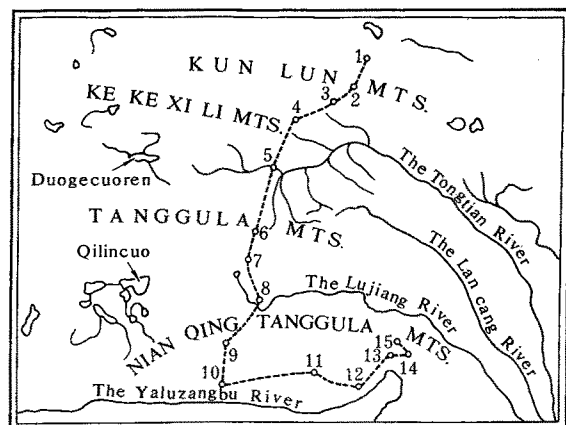 1
KUN LUN MTS.
2
3
KE KE XI LI MTS.
4
5
Duogecuoren
The Tongtian River
TANGGULA MTS.
6
The Lan cang River
Qilincuo
7
The Lujiang River
8
NIAN QING TANGGULA MTS.
9
15
13
14
11
10
12
The Yaluzangbu River